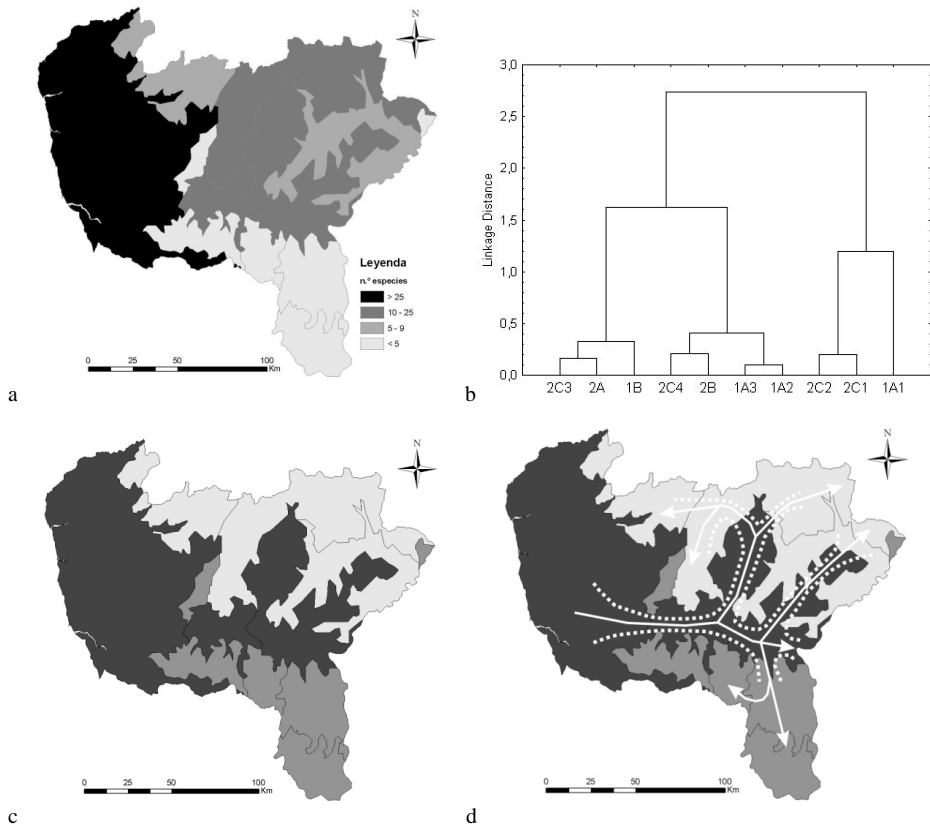 N
Leyenda
n.º especies
> 25
10 - 25
5 - 9
< 5
0 25 50 100
Km
a
3,0
2,5
2,0
1,5
1,0
0,5
0,0
Linkage Distance
2C3 2A 1B 2C4 2B 1A3 1A2 2C2 2C1 1A1
b
N
0 25 50 100
Km
c
N
0 25 50 100
Km
d